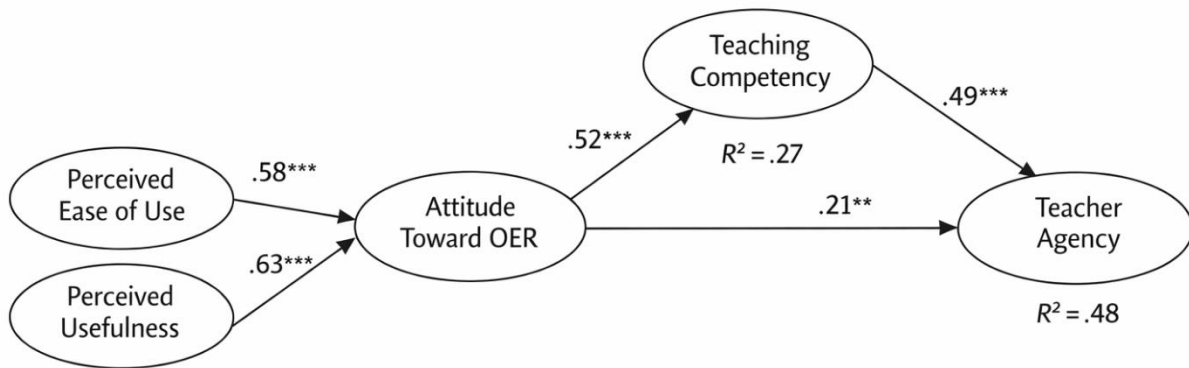 Teaching
Competency
.49***
.52***
R² = .27
Perceived
Ease of Use
.58***
Attitude
Toward OER
.21**
Teacher
Agency
.63***
Perceived
Usefulness
R² = .48